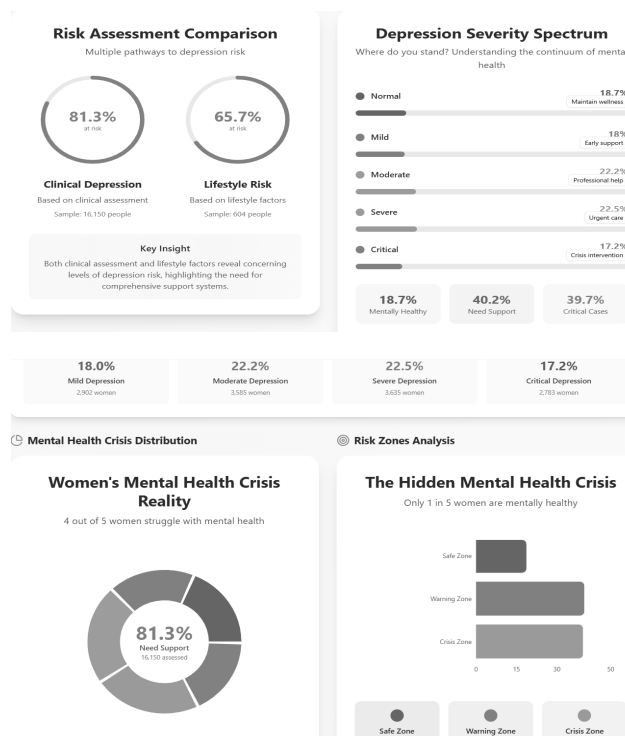 Risk Assessment Comparison
Multiple pathways to depression risk
81.3%
at risk
65.7%
at risk
Clinical Depression
Based on clinical assessment
Sample: 16,150 people
Lifestyle Risk
Based on lifestyle factors
Sample: 604 people
Key Insight
Both clinical assessment and lifestyle factors reveal concerning
levels of depression risk, highlighting the need for
comprehensive support systems.
Depression Severity Spectrum
Where do you stand? Understanding the continuum of menta
health
Normal
18.7%
Maintain wellness
Mild
18%
Early support
Moderate
22.2%
Professional help
Severe
22.5%
Urgent care
Critical
17.2%
Crisis intervention
18.7%
Mentally Healthy
40.2%
Need Support
39.7%
Critical Cases
18.0%
Mild Depression
2,902 women
22.2%
Moderate Depression
3,585 women
22.5%
Severe Depression
3,635 women
17.2%
Critical Depression
2,783 women
Mental Health Crisis Distribution
Women's Mental Health Crisis
Reality
4 out of 5 women struggle with mental health
81.3%
Need Support
16,150 assessed
Risk Zones Analysis
The Hidden Mental Health Crisis
Only 1 in 5 women are mentally healthy
Safe Zone
Warning Zone
Crisis Zone
0 15 30 50
Safe Zone
Warning Zone
Crisis Zone